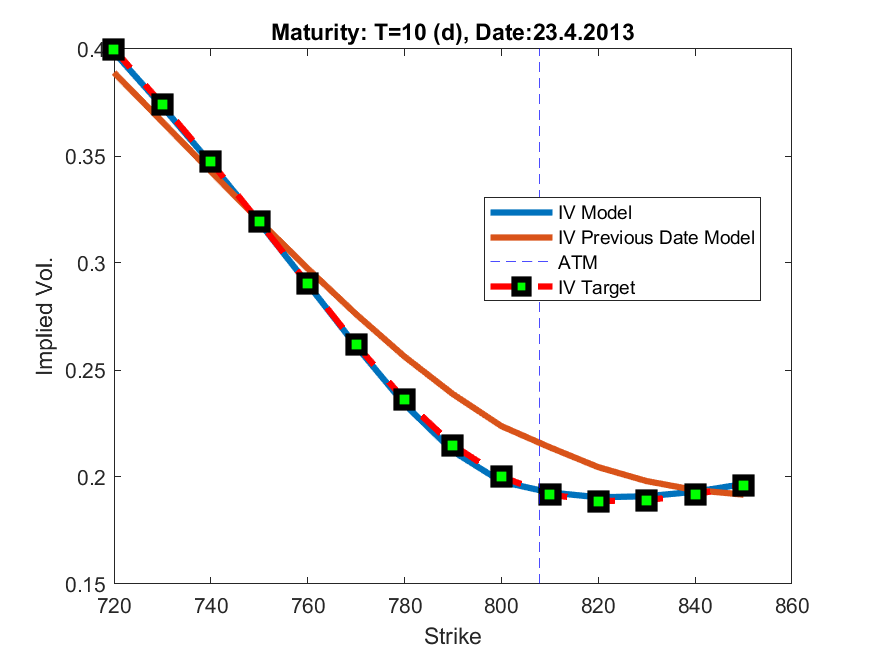 Maturity: T=10 (d), Date:23.4.2013
0.4
0.35
0.3
0.25
0.2
0.15
Implied Vol.
IV Model
IV Previous Date Model
ATM
IV Target
720 740 760 780 800 820 840 860
Strike